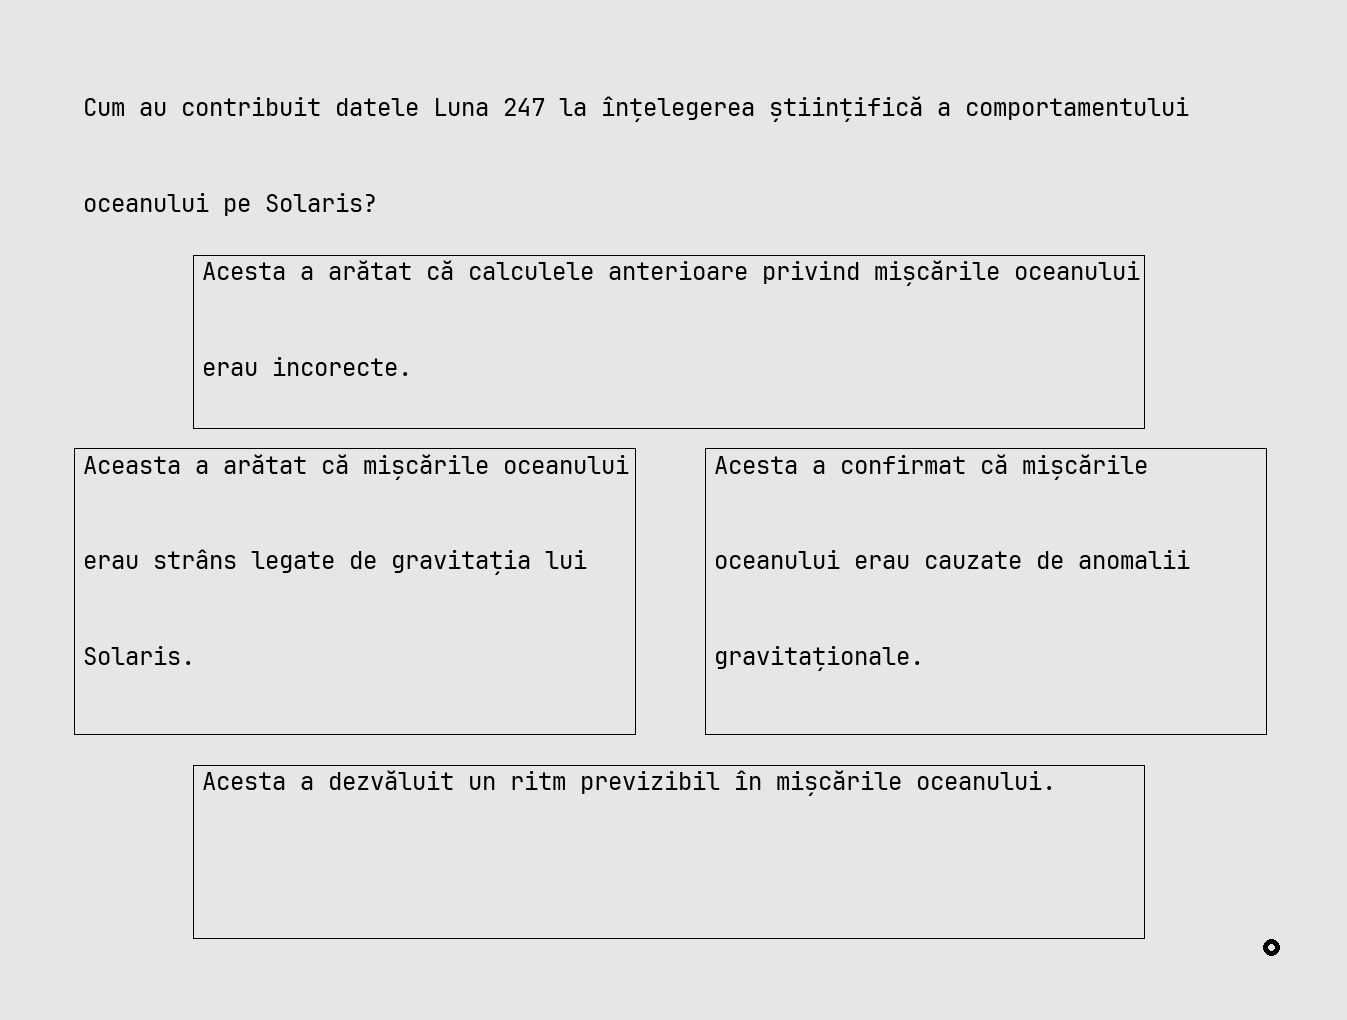 Cum au contribuit datele Luna 247 la înțelegerea științifică a comportamentului
oceanului pe Solaris?
Acesta a arătat că calculele anterioare privind mișcările oceanului
erau incorecte.
Aceasta a arătat că mișcările oceanului
erau strâns legate de gravitația lui
Solaris.
Acesta a confirmat că mișcările
oceanului erau cauzate de anomalii
gravitaționale.
Acesta a dezvăluit un ritm previzibil în mișcările oceanului.